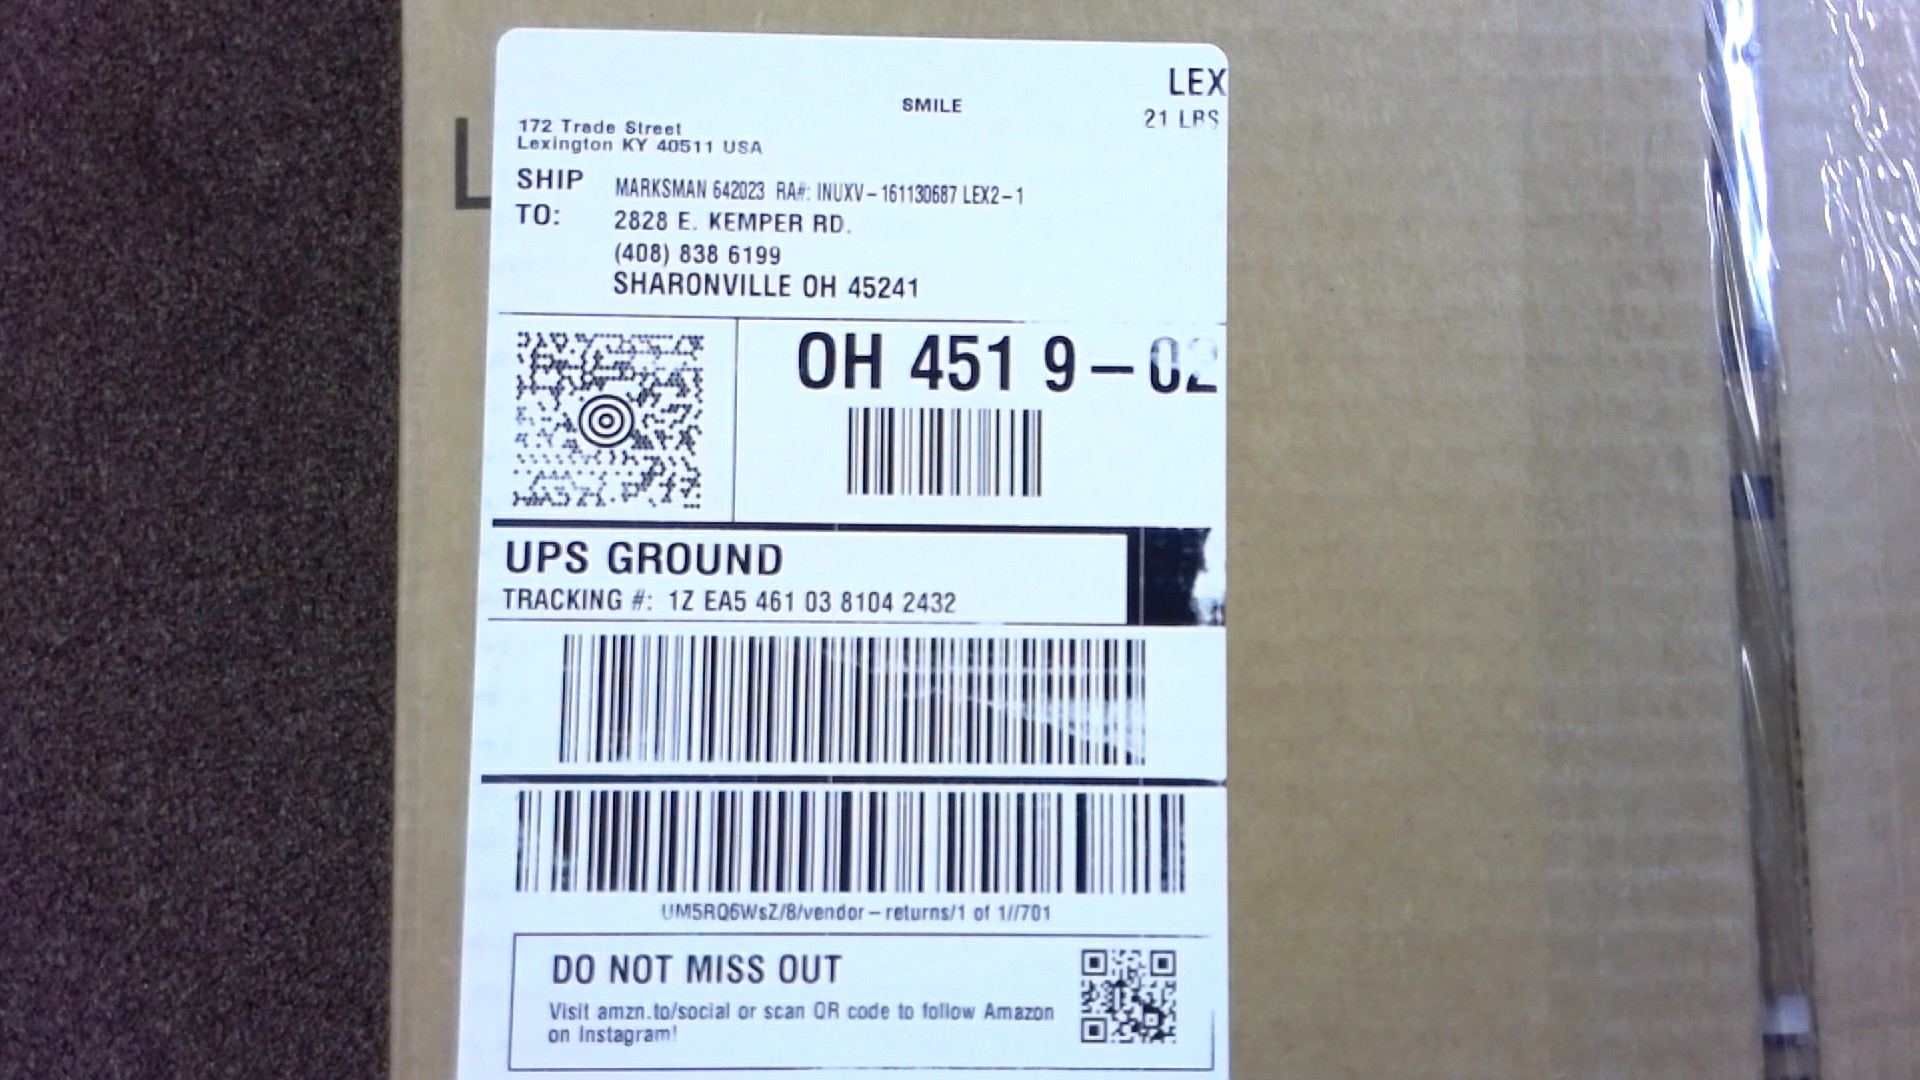 LEX
SMILE
21 LBS
172 Trade Street
Lexington KY 40511 USA
SHIP TO:
MARKSMAN 642023 RA#: INUXV-161130687 LEX2-1
2828 E. KEMPER RD.
(408) 838 6199
SHARONVILLE OH 45241
OH 451 9-02
UPS GROUND
TRACKING #: 1Z EA5 461 03 8104 2432
UM5RQ6WsZ/8/vendor-returns/1 of 1//701
DO NOT MISS OUT
Visit amzn.to/social or scan QR code to follow Amazon
on Instagram!